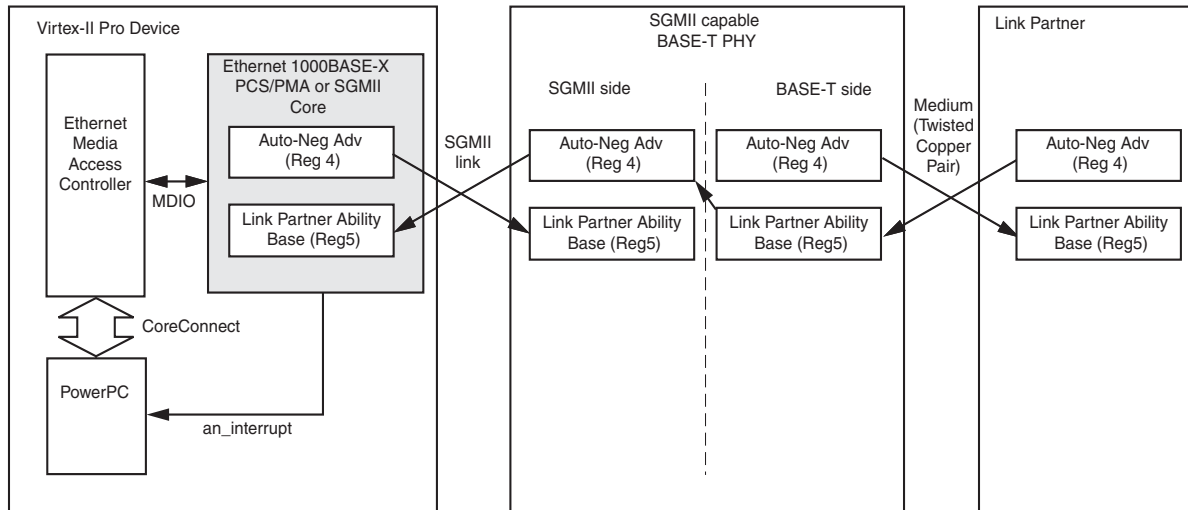 Virtex-II Pro Device
Ethernet
Media
Access
Controller
MDIO
Ethernet 1000BASE-X
PCS/PMA or SGMII
Core
Auto-Neg Adv
(Reg 4)
Link Partner Ability
Base (Reg5)
CoreConnect
PowerPC
an_interrupt
SGMII
link
SGMII capable
BASE-T PHY
SGMII side
Auto-Neg Adv
(Reg 4)
Link Partner Ability
Base (Reg5)
BASE-T side
Auto-Neg Adv
(Reg 4)
Link Partner Ability
Base (Reg5)
Medium
(Twisted
Copper
Pair)
Link Partner
Auto-Neg Adv
(Reg 4)
Link Partner Ability
Base (Reg5)